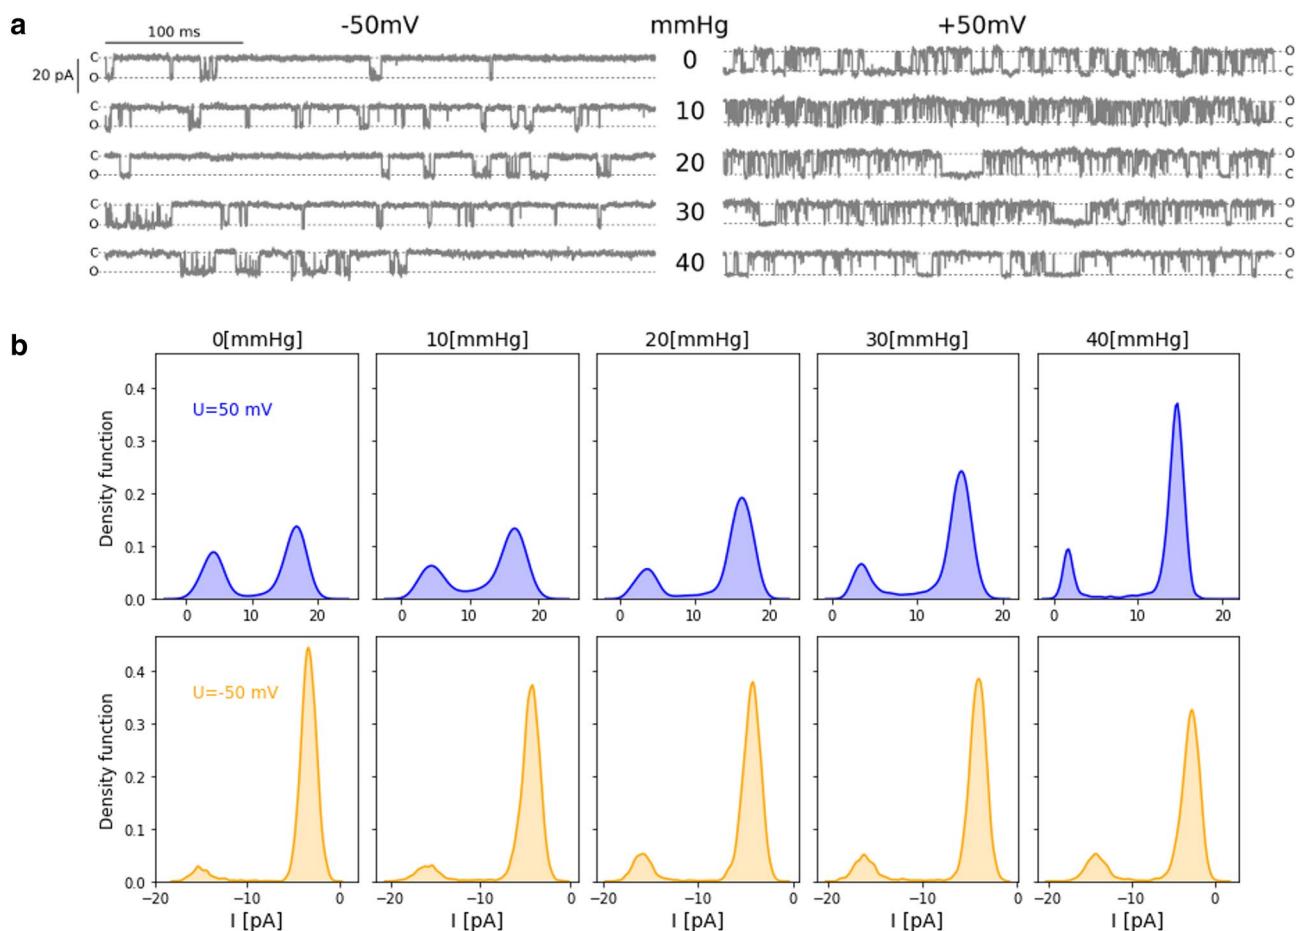 a
-50mV mmHg +50mV
100 ms
20 pA
C O 0 O C
C O 10 O C
C O 20 O C
C O 30 O C
C O 40 O C
b
0[mmHg] 10[mmHg] 20[mmHg] 30[mmHg] 40[mmHg]
Density function
0.4
0.3
0.2
0.1
0.0
U=50 mV
0 10 20 0 10 20 0 10 20 0 10 20 0 10 20
Density function
0.4
0.3
0.2
0.1
0.0
U=-50 mV
−20 −10 0 −20 −10 0 −20 −10 0 −20 −10 0 −20 −10 0
I [pA] I [pA] I [pA] I [pA] I [pA]